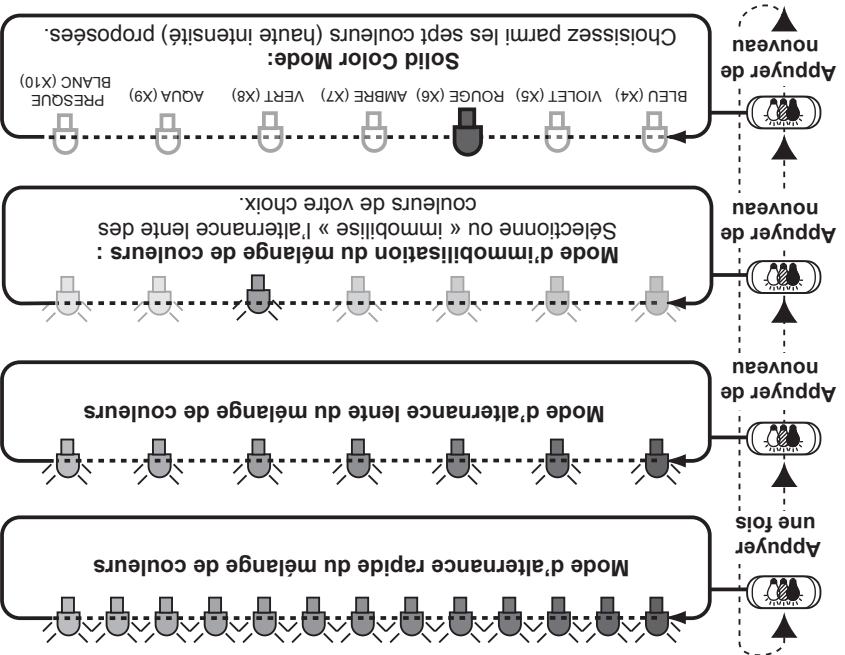 Appuyer
une fois
Mode d'alternance rapide du mélange de couleurs
Appuyer de
nouveau
Mode d'alternance lente du mélange de couleurs
Appuyer de
nouveau
Mode d'immobilisation du mélange de couleurs :
Sélectionne ou « immobilise » l'alternance lente des
couleurs de votre choix.
Appuyer de
nouveau
BLEU (X4) VIOLET (X5) ROUGE (X6) AMBRE (X7) VERT (X8) AQUA (X9) PRESQUE
BLANC (X10)
Solid Color Mode:
Choisissez parmi les sept couleurs (haute intensité) proposées.